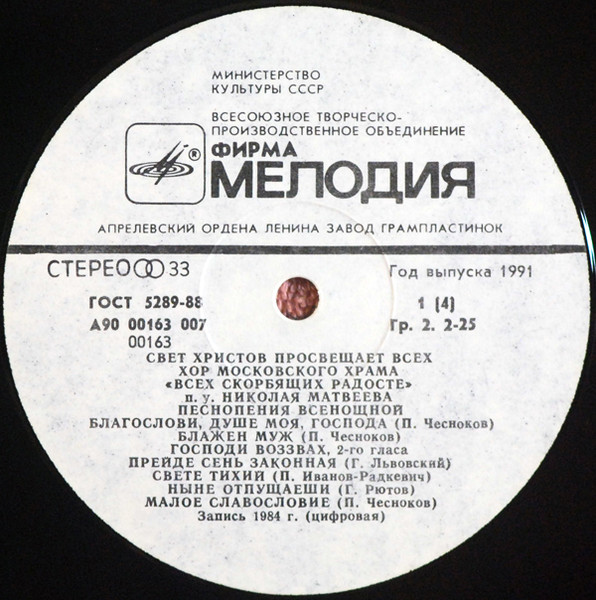 МИНИСТЕРСТВО
КУЛЬТУРЫ СССР
ВСЕСОЮЗНОЕ ТВОРЧЕСКО-
ПРОИЗВОДСТВЕННОЕ ОБЪЕДИНЕНИЕ
ФИРМА
®
МЕЛОДИЯ
АПРЕЛЕВСКИЙ ОРДЕНА ЛЕНИНА ЗАВОД ГРАМПЛАСТИНОК
СТЕРЕО 33
Год выпуска 1991
ГОСТ 5289-88
1 (4)
А90 00163 007
Гр. 2. 2-25
00163
СВЕТ ХРИСТОВ ПРОСВЕЩАЕТ ВСЕХ
ХОР МОСКОВСКОГО ХРАМА
«ВСЕХ СКОРБЯЩИХ РАДОСТЕ»
п. у. НИКОЛАЯ МАТВЕЕВА
ПЕСНОПЕНИЯ ВСЕНОЩНОЙ
БЛАГОСЛОВИ, ДУШЕ МОЯ, ГОСПОДА (П. Чесноков)
БЛАЖЕН МУЖ (П. Чесноков)
ГОСПОДИ ВОЗЗВАХ, 2-го гласа
ПРЕЙДЕ СЕНЬ ЗАКОННАЯ (Г. Львовский)
СВЕТЕ ТИХИЙ (П. Иванов-Радкевич)
НЫНЕ ОТПУЩАЕШИ (Г. Рютов)
МАЛОЕ СЛАВОСЛОВИЕ (П. Чесноков)
Запись 1984 г. (цифровая)